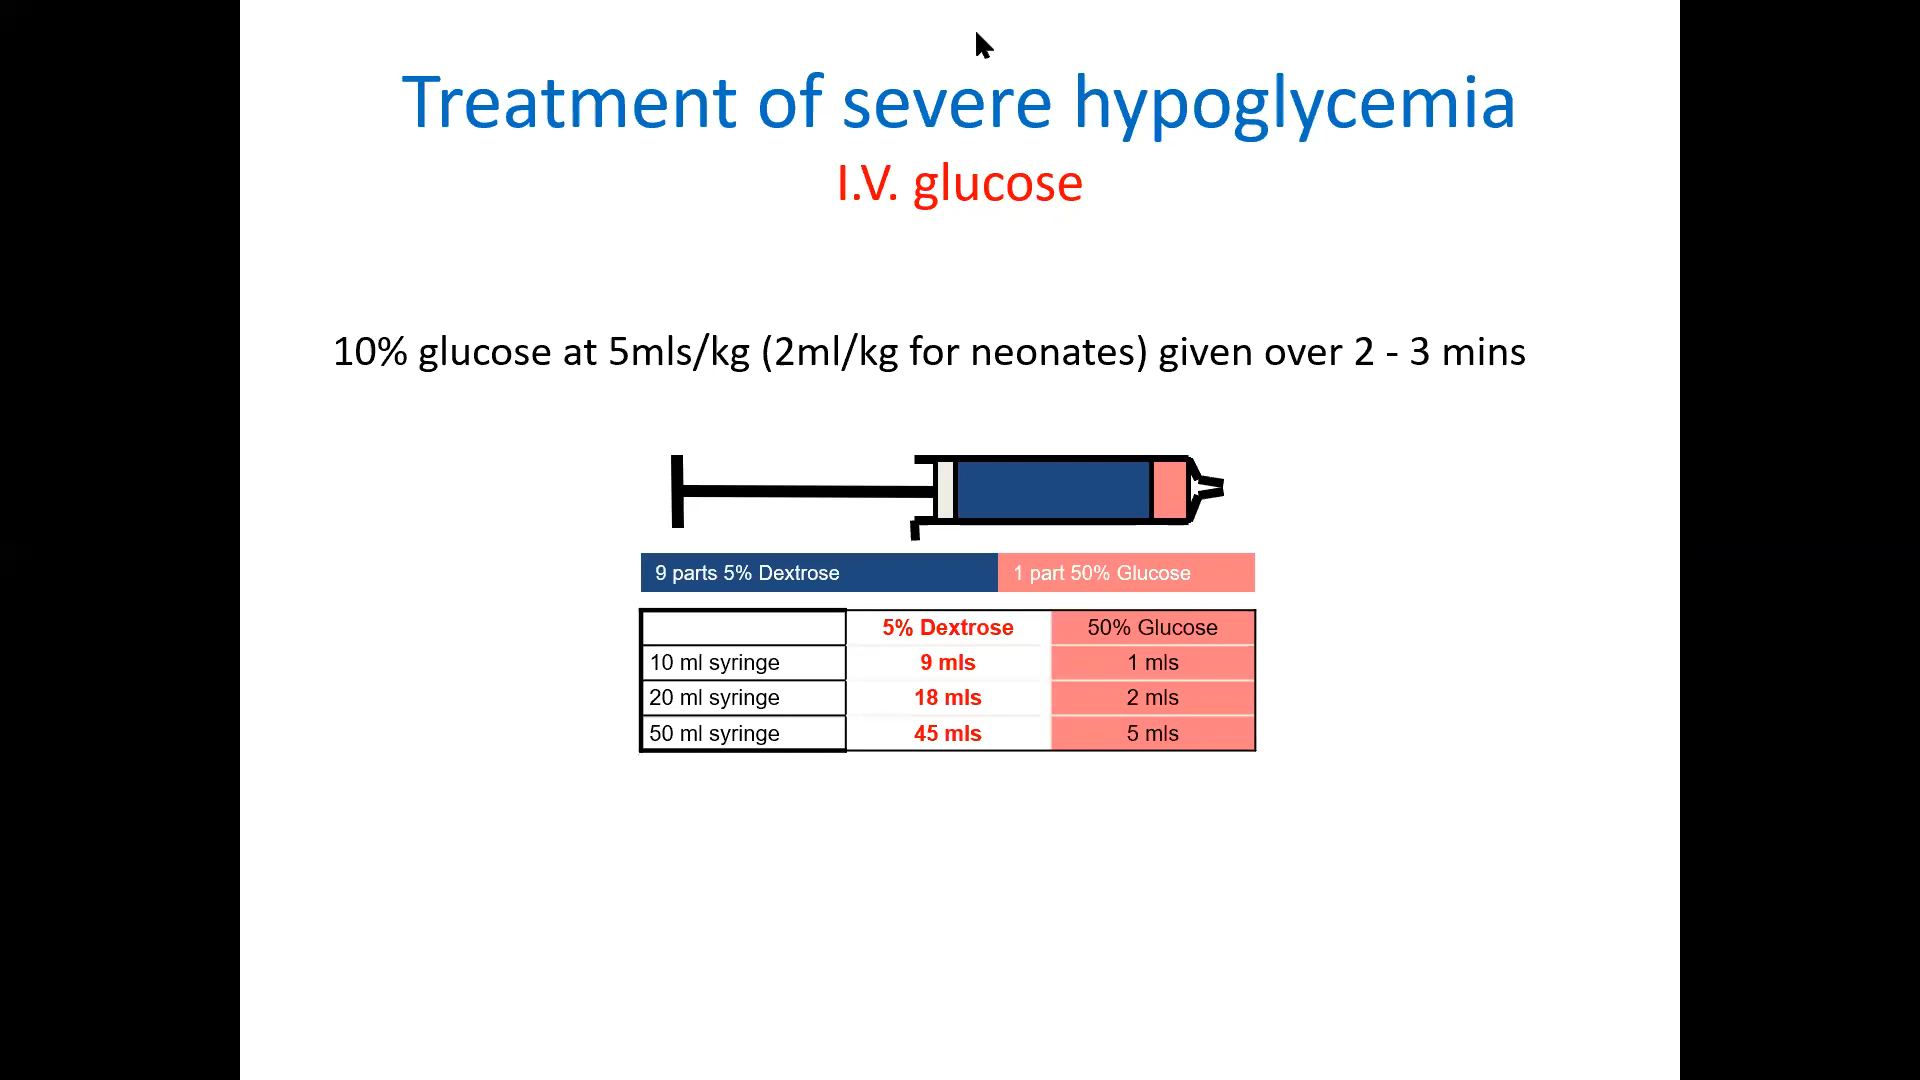 Treatment of severe hypoglycemia
I.V. glucose
10% glucose at 5mls/kg (2ml/kg for neonates) given over 2 - 3 mins
9 parts 5% Dextrose 1 part 50% Glucose
5% Dextrose 50% Glucose
10 ml syringe 9 mls 1 mls
20 ml syringe 18 mls 2 mls
50 ml syringe 45 mls 5 mls